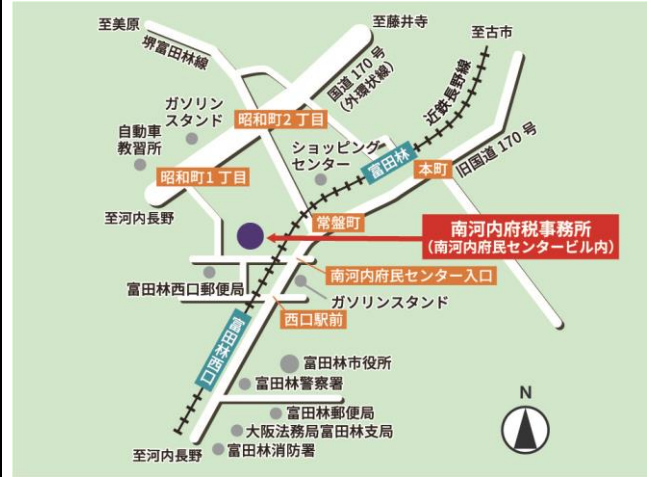 至美原
至藤井寺
至古市
堺富田林線
国道170号
(外環状線)
近鉄長野線
ガソリン
スタンド
昭和町2丁目
自動車
教習所
ショッピング
センター
富田林
本町
旧国道170号
昭和町1丁目
至河内長野
常盤町
南河内府税事務所
(南河内府民センタービル内)
南河内府民センター入口
富田林西口郵便局
ガソリンスタンド
西口駅前
富田林西口
富田林市役所
富田林警察署
富田林郵便局
大阪法務局富田林支局
至河内長野
富田林消防署
N